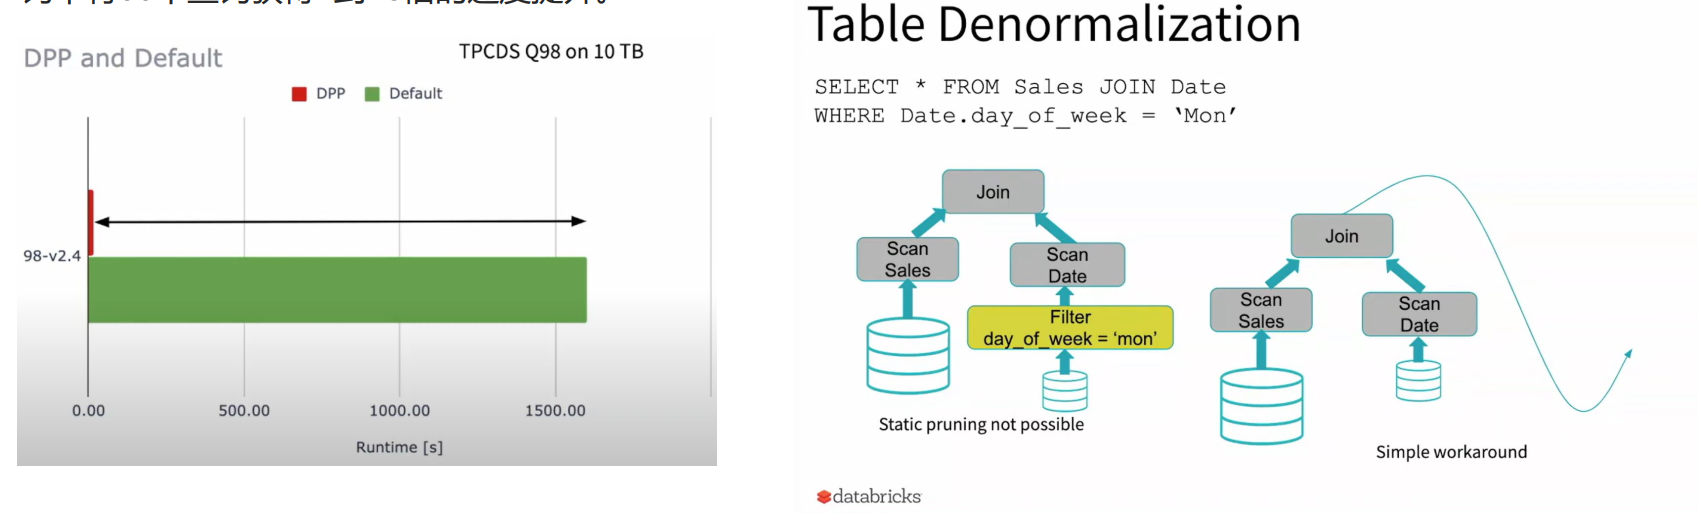 DPP and Default
TPCDS Q98 on 10 TB
DPP
Default
98-v2.4
0.00
500.00
1000.00
1500.00
Runtime [s]
Table Denormalization
SELECT * FROM Sales JOIN Date
WHERE Date.day_of_week = ‘Mon’
Join
Scan
Sales
Scan
Date
Filter
day_of_week = ‘mon’
Static pruning not possible
Join
Scan
Sales
Scan
Date
Simple workaround
databricks